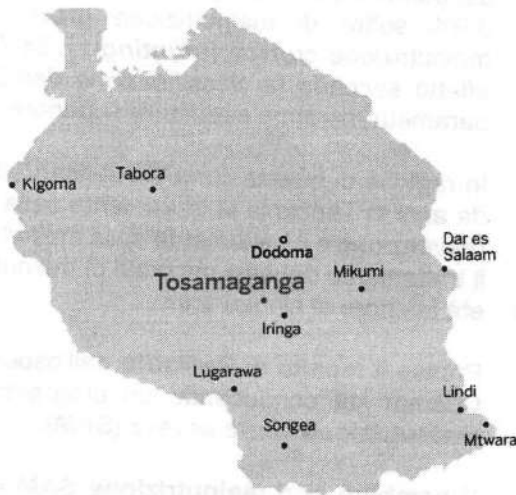 Kigoma
Tabora
Dodoma
Dar es
Salaam
Mikumi
Tosamaganga
Iringa
Lugarawa
Lindi
Songea
Mtwara